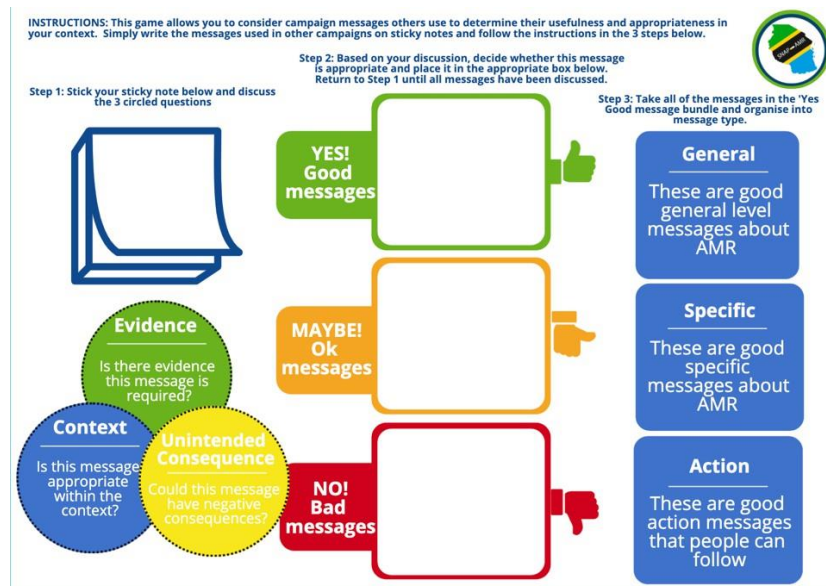 INSTRUCTIONS: This game allows you to consider campaign messages others use to determine their usefulness and appropriateness in
your context. Simply write the messages used in other campaigns on sticky notes and follow the instructions in the 3 steps below.
SNAP-AMR
Step 1: Stick your sticky note below and discuss
the 3 circled questions
Evidence
Is there evidence
this message is
required?
Context
Is this message
appropriate
within the
context?
Unintended
Consequence
Could this message
have negative
consequences?
Step 2: Based on your discussion, decide whether this message
is appropriate and place it in the appropriate box below.
Return to Step 1 until all messages have been discussed.
YES!
Good
messages
MAYBE!
Ok
messages
NO!
Bad
messages
Step 3: Take all of the messages in the 'Yes
Good message bundle and organise into
message type.
General
These are good
general level
messages about
AMR
Specific
These are good
specific
messages about
AMR
Action
These are good
action messages
that people can
follow